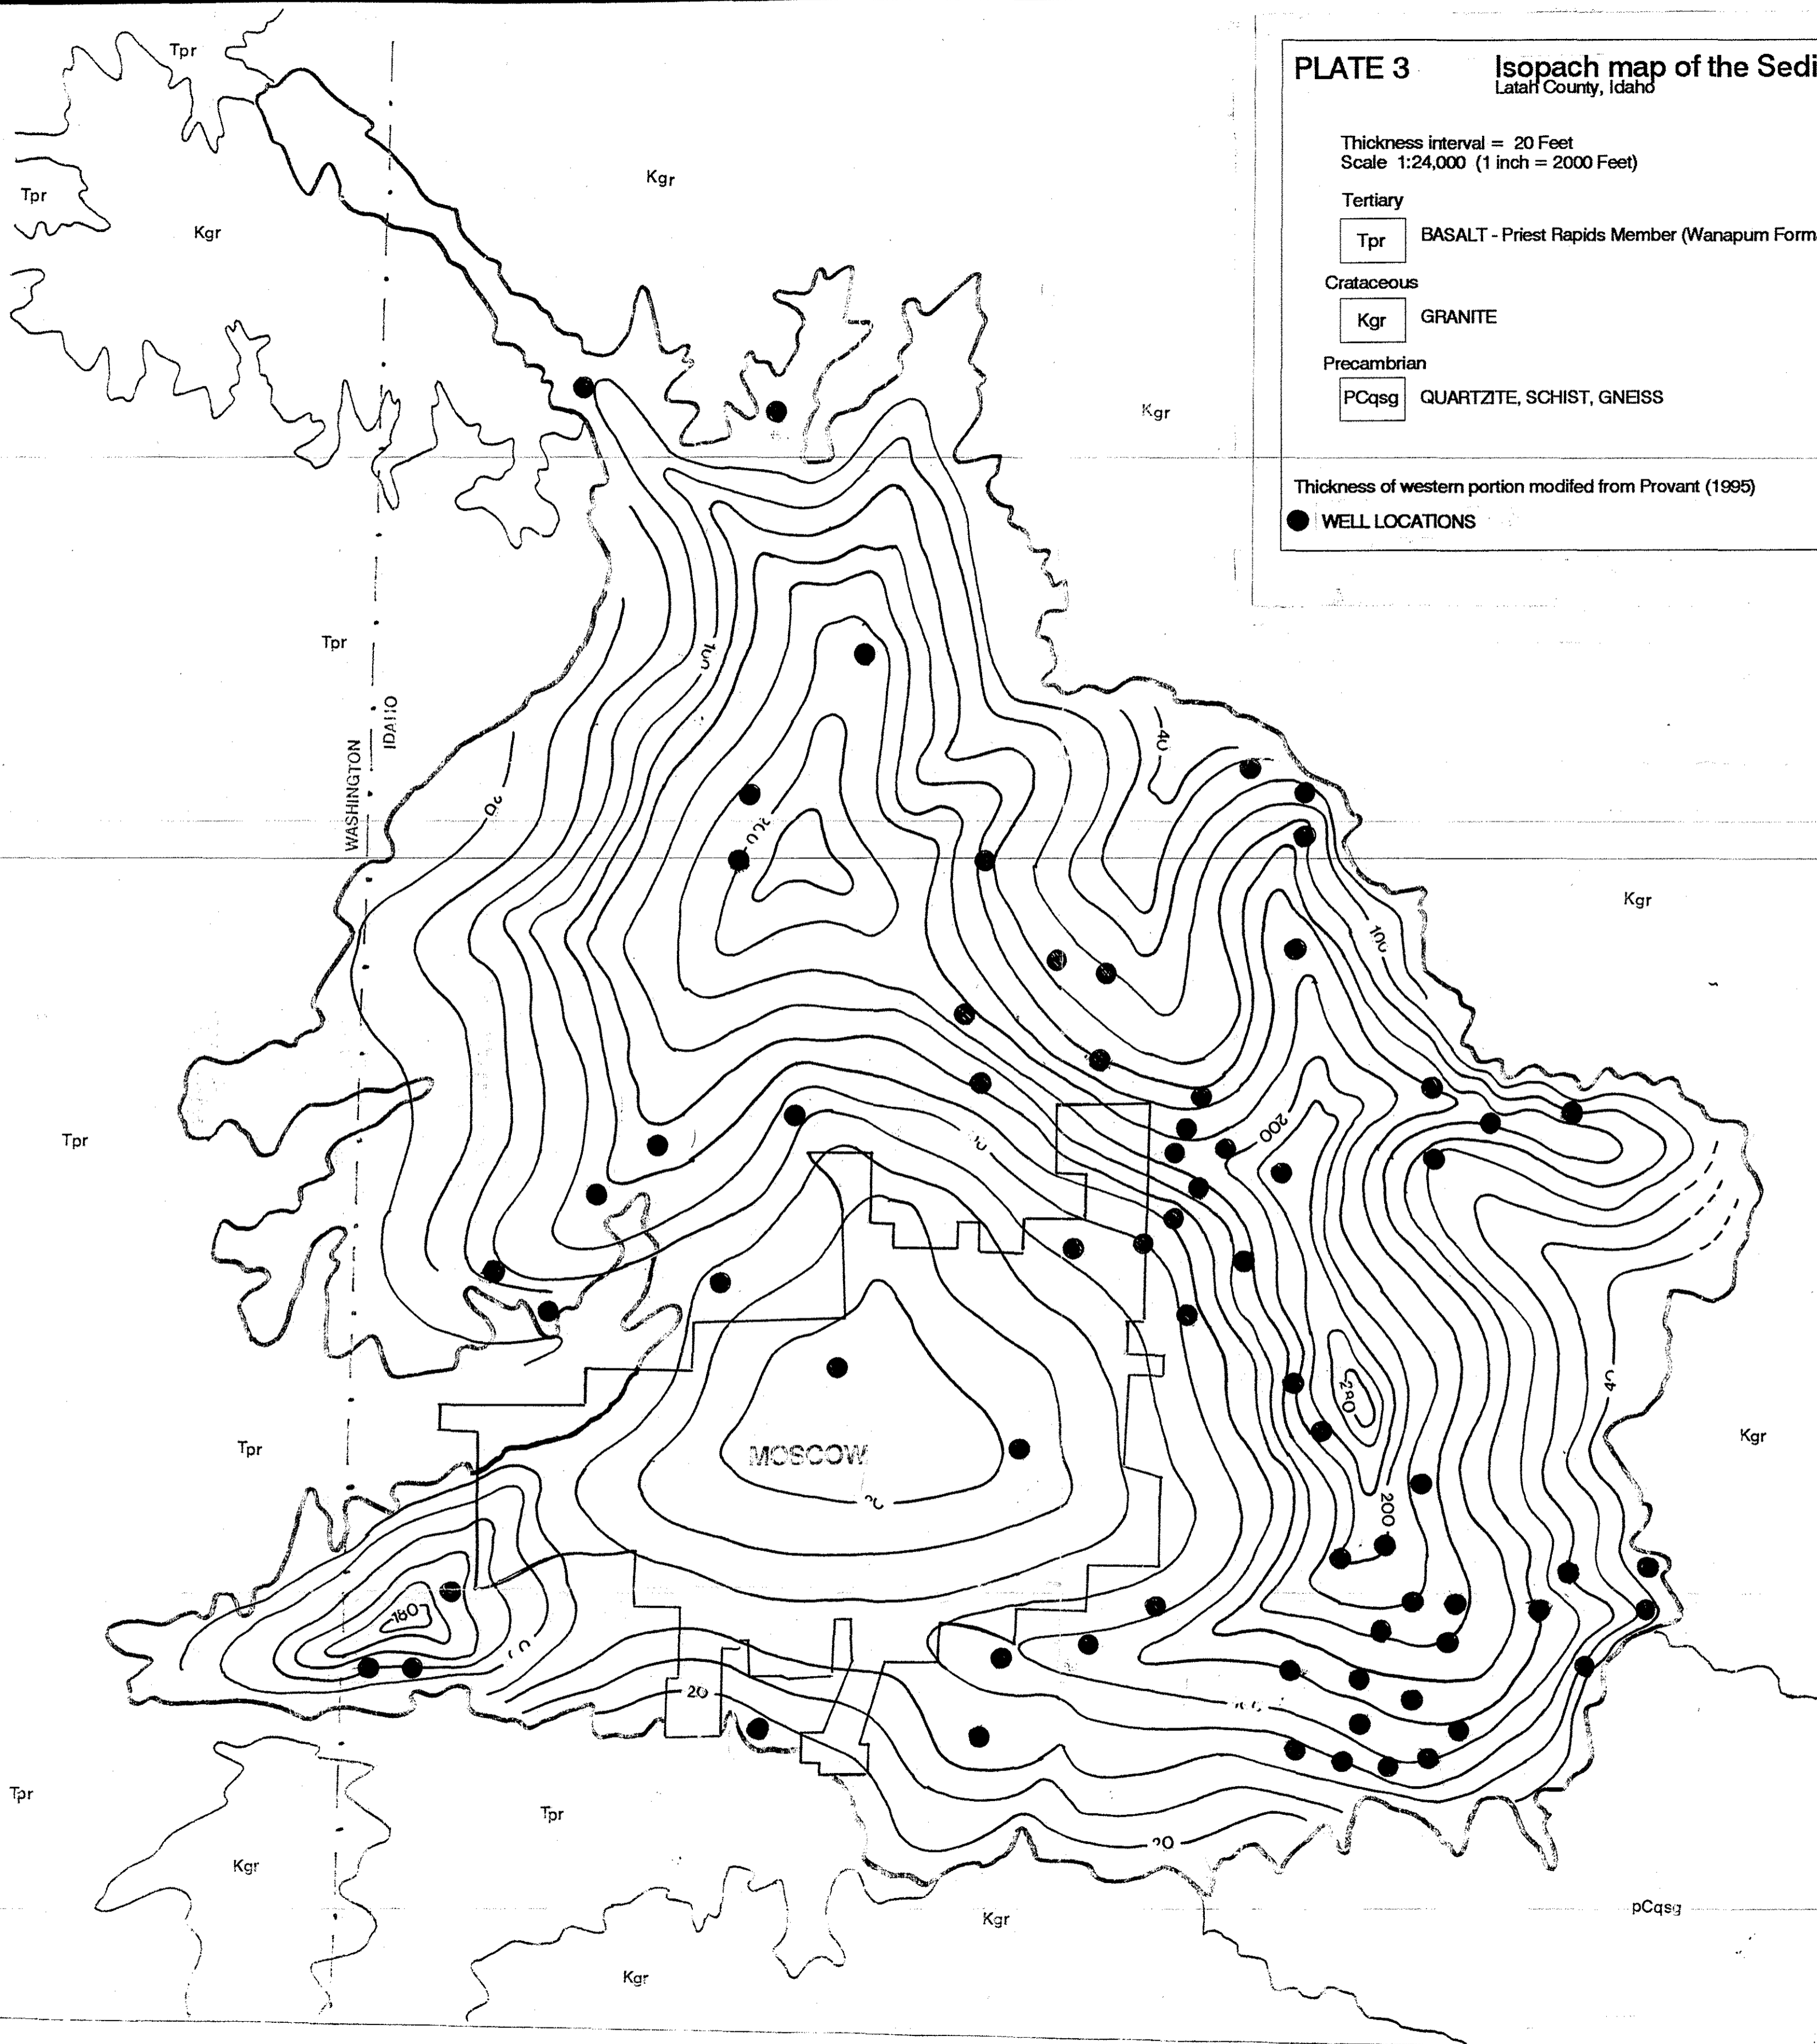 PLATE 3
Isopach map of the Sedi
Latah County, Idaho
Thickness interval = 20 Feet
Scale 1:24,000 (1 inch = 2000 Feet)
Tertiary
Tpr
BASALT - Priest Rapids Member (Wanapum Form
Crataceous
Kgr
GRANITE
Precambrian
PCqsg
QUARTZITE, SCHIST, GNEISS
Thickness of western portion modifed from Provant (1995)
WELL LOCATIONS
Tpr
Kgr
Tpr
Kgr
Kgr
Tpr
100
WASHINGTON
IDAHO
40
200
Kgr
100
Tpr
200
280
Tpr
MOSCOW
Kgr
200
180
20
Tpr
Tpr
Kgr
Kgr
pCqsg
Kgr